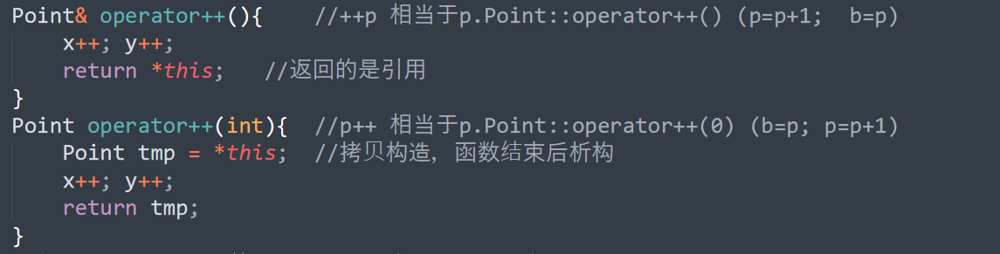 Point& operator++(){    //++p 相当于p.Point::operator++() (p=p+1;  b=p)
    x++; y++;
    return *this;   //返回的是引用
}
Point operator++(int){  //p++ 相当于p.Point::operator++(0) (b=p; p=p+1)
    Point tmp = *this;  //拷贝构造, 函数结束后析构
    x++; y++;
    return tmp;
}